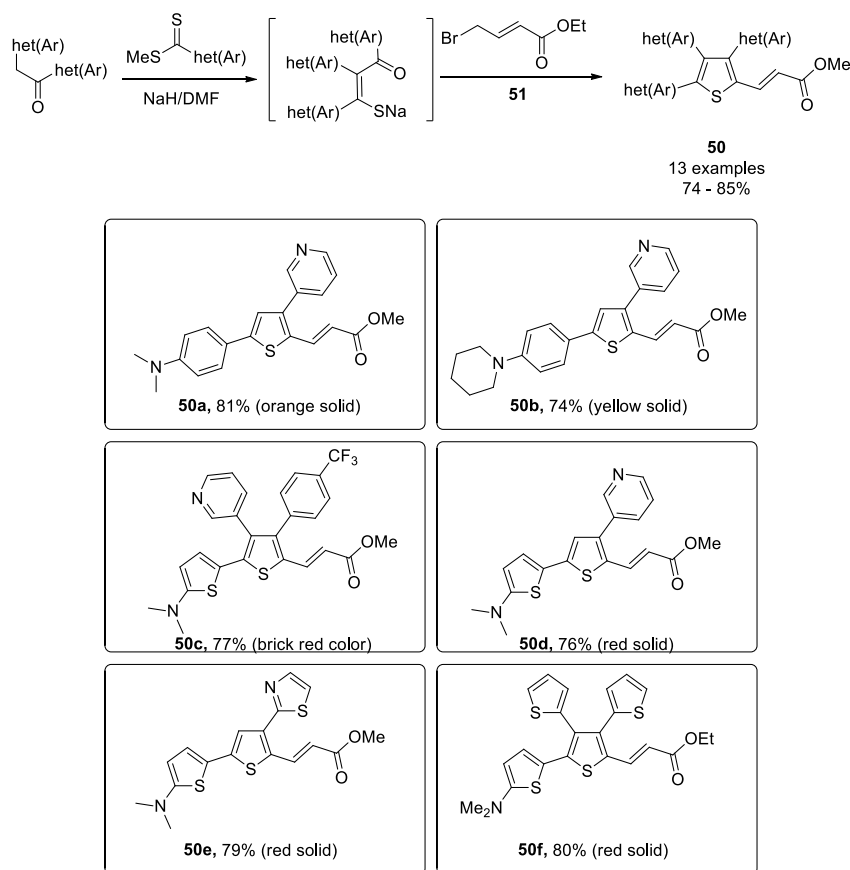 S
het(Ar)
het(Ar)
O
MeS
het(Ar)
NaH/DMF
het(Ar)
het(Ar)
O
het(Ar)
SNa
Br
OEt
O
51
het(Ar)
het(Ar)
het(Ar)
S
OMe
O
50
13 examples
74 - 85%
N
N
S
OMe
O
50a, 81% (orange solid)
N
N
S
OMe
O
50b, 74% (yellow solid)
N
CF3
S
S
N
OMe
O
50c, 77% (brick red color)
N
S
S
N
OMe
O
50d, 76% (red solid)
N
S
S
S
N
OMe
O
50e, 79% (red solid)
S
S
S
S
Me2N
OEt
O
50f, 80% (red solid)